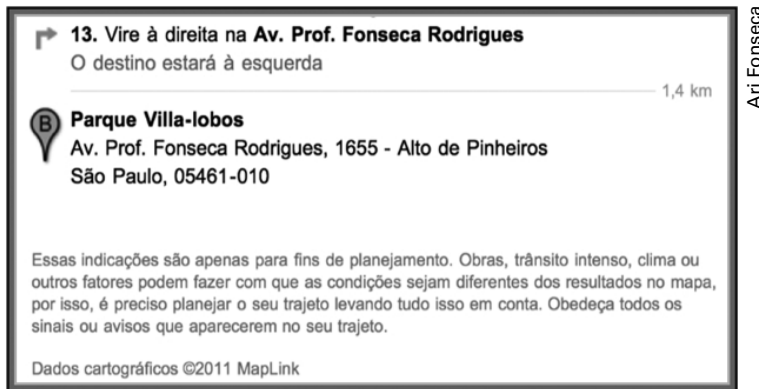 13. Vire à direita na Av. Prof. Fonseca Rodrigues
O destino estará à esquerda
1,4 km
B
Parque Villa-lobos
Av. Prof. Fonseca Rodrigues, 1655 - Alto de Pinheiros
São Paulo, 05461-010
Essas indicações são apenas para fins de planejamento. Obras, trânsito intenso, clima ou
outros fatores podem fazer com que as condições sejam diferentes dos resultados no mapa,
por isso, é preciso planejar o seu trajeto levando tudo isso em conta. Obedeça todos os
sinais ou avisos que aparecerem no seu trajeto.
Dados cartográficos ©2011 MapLink
Ari Fonseca